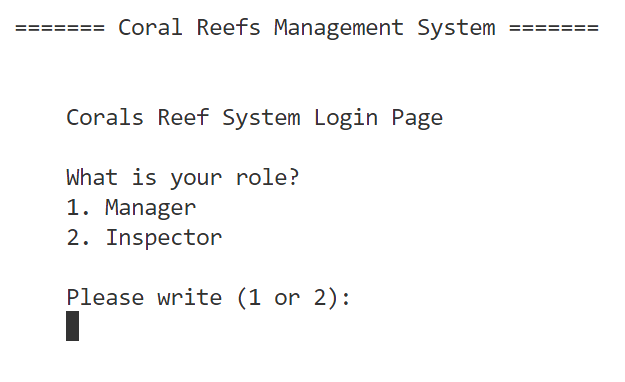 ======= Coral Reefs Management System =======
Corals Reef System Login Page
What is your role?
1. Manager
2. Inspector
Please write (1 or 2):